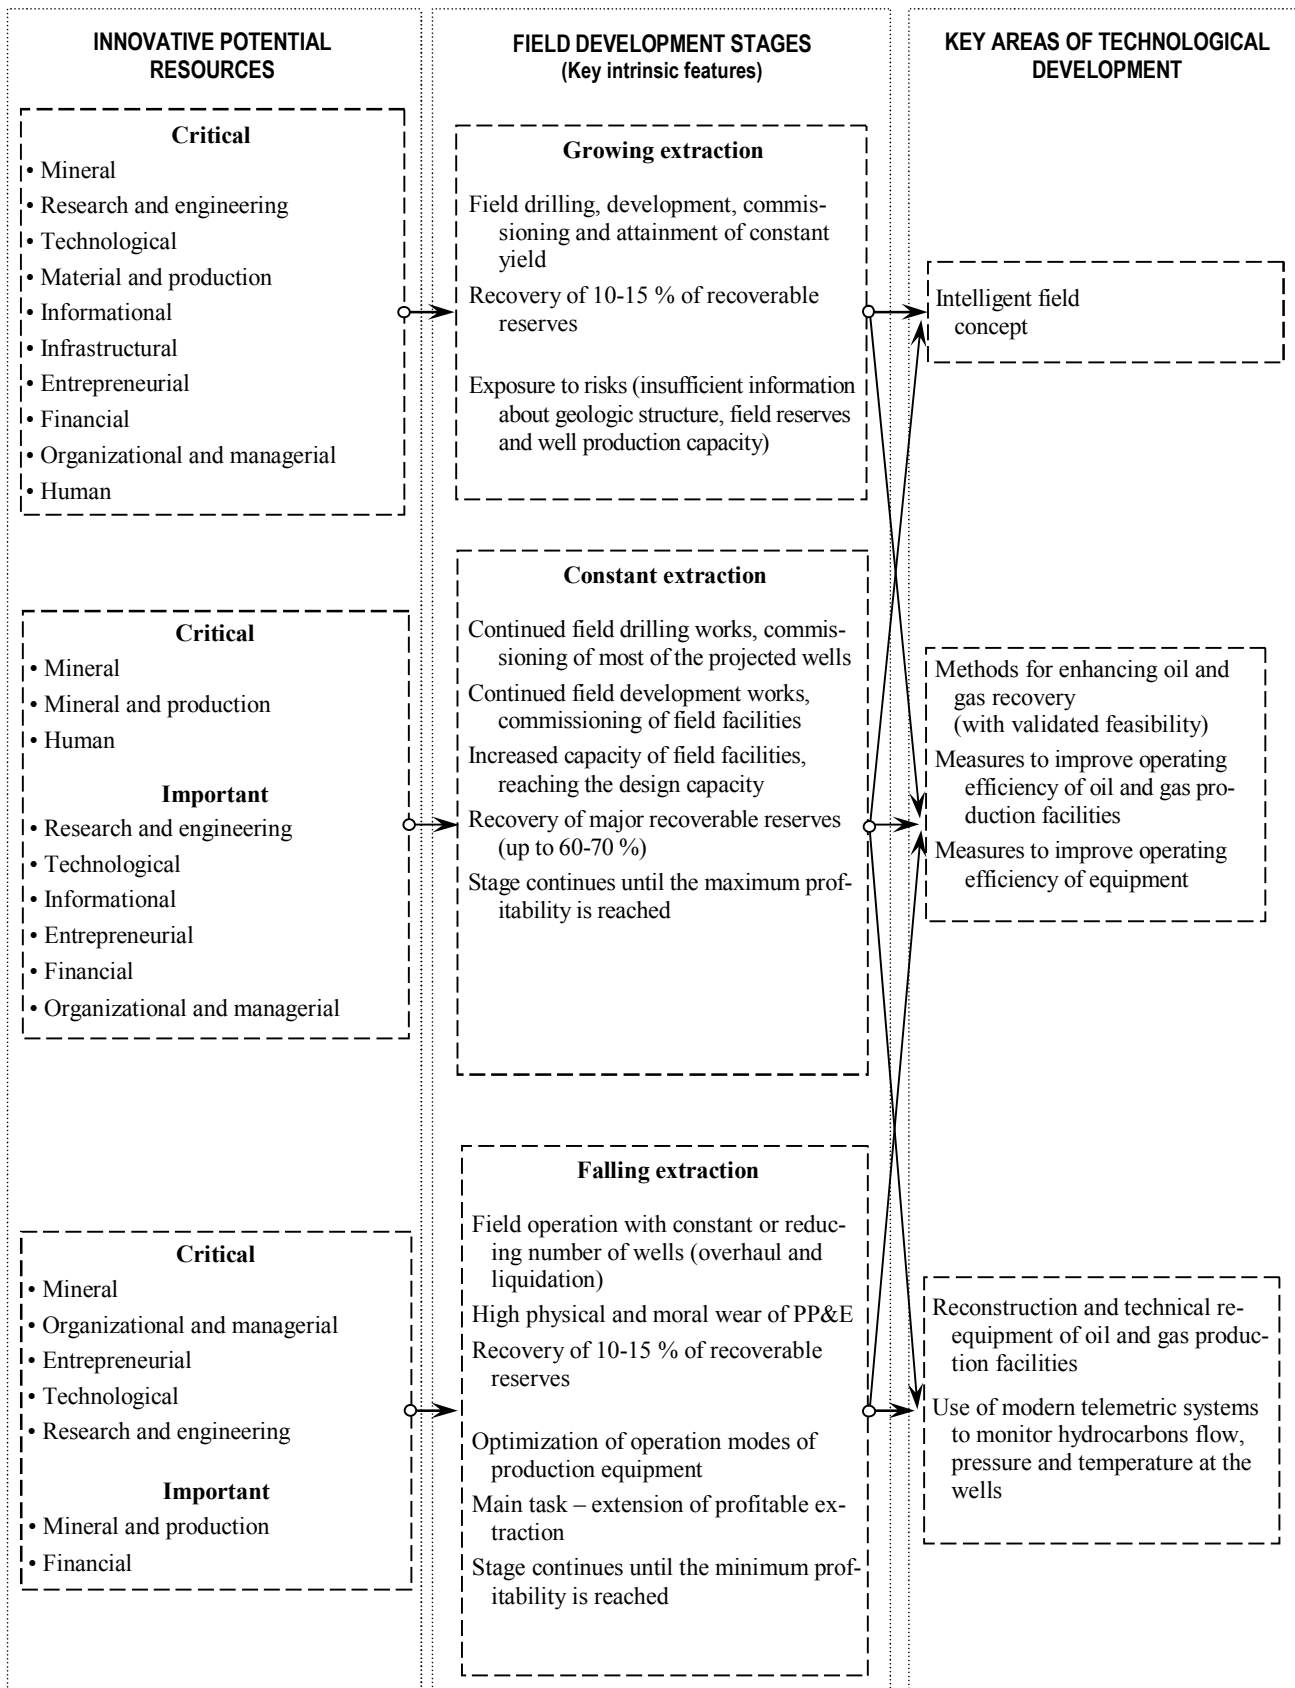 INNOVATIVE POTENTIAL
RESOURCES
Critical
• Mineral
• Research and engineering
• Technological
• Material and production
• Informational
• Infrastructural
• Entrepreneurial
• Financial
• Organizational and managerial
• Human
Critical
• Mineral
• Mineral and production
• Human
Important
• Research and engineering
• Technological
• Informational
• Entrepreneurial
• Financial
• Organizational and managerial
Critical
• Mineral
• Organizational and managerial
• Entrepreneurial
• Technological
• Research and engineering
Important
• Mineral and production
• Financial
FIELD DEVELOPMENT STAGES
(Key intrinsic features)
Growing extraction
Field drilling, development, commis-
sioning and attainment of constant
yield
Recovery of 10-15 % of recoverable
reserves
Exposure to risks (insufficient information
about geologic structure, field reserves
and well production capacity)
Constant extraction
Continued field drilling works, commis-
sioning of most of the projected wells
Continued field development works,
commissioning of field facilities
Increased capacity of field facilities,
reaching the design capacity
Recovery of major recoverable reserves
(up to 60-70 %)
Stage continues until the maximum prof-
itability is reached
Falling extraction
Field operation with constant or reduc-
ing number of wells (overhaul and
liquidation)
High physical and moral wear of PP&E
Recovery of 10-15 % of recoverable
reserves
Optimization of operation modes of
production equipment
Main task – extension of profitable ex-
traction
Stage continues until the minimum prof-
itability is reached
KEY AREAS OF TECHNOLOGICAL
DEVELOPMENT
Intelligent field
concept
Methods for enhancing oil and
gas recovery
(with validated feasibility)
Measures to improve operating
efficiency of oil and gas pro-
duction facilities
Measures to improve operating
efficiency of equipment
Reconstruction and technical re-
equipment of oil and gas produc-
tion facilities
Use of modern telemetric systems
to monitor hydrocarbons flow,
pressure and temperature at the
wells